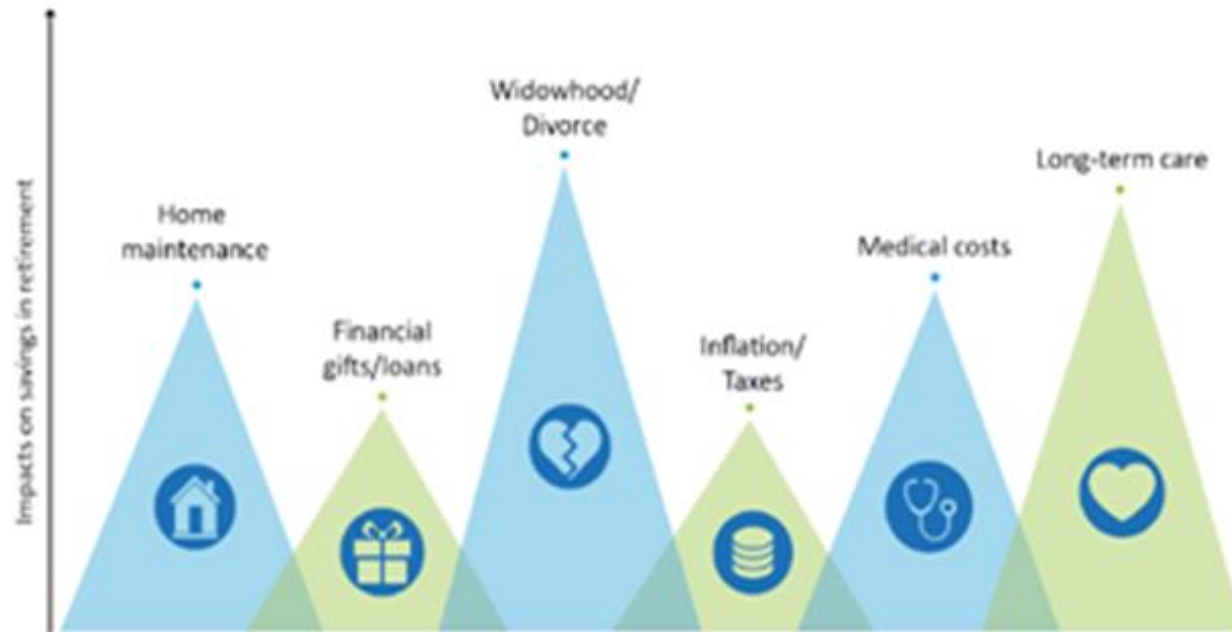 Impacts on savings in retirement
Home
maintenance
Financial
gifts/loans
Widowhood/
Divorce
Inflation/
Taxes
Medical costs
Long-term care